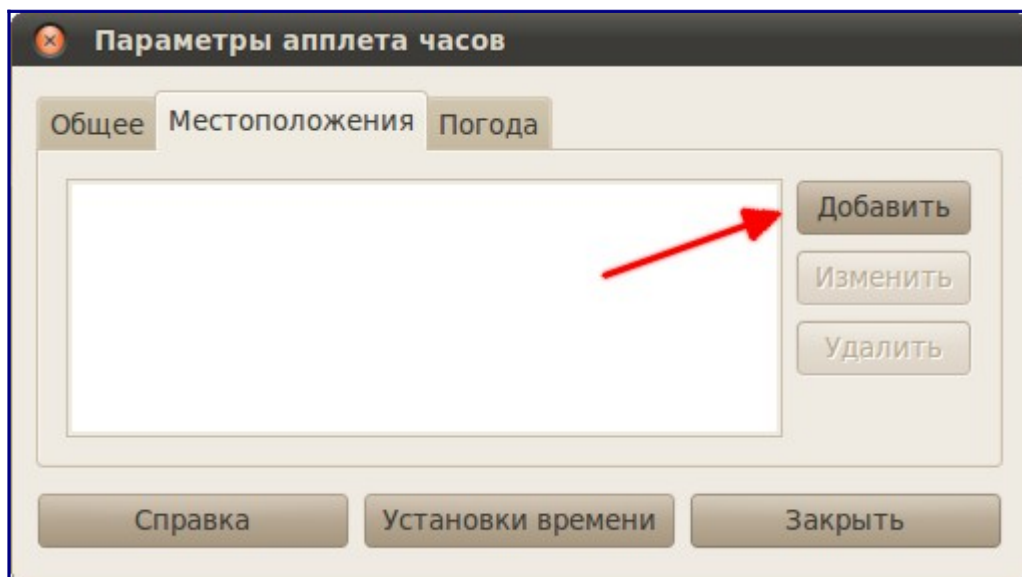 Параметры апплета часов
Общее Местоположения Погода
Добавить
Изменить
Удалить
Справка Установки времени Закрыть